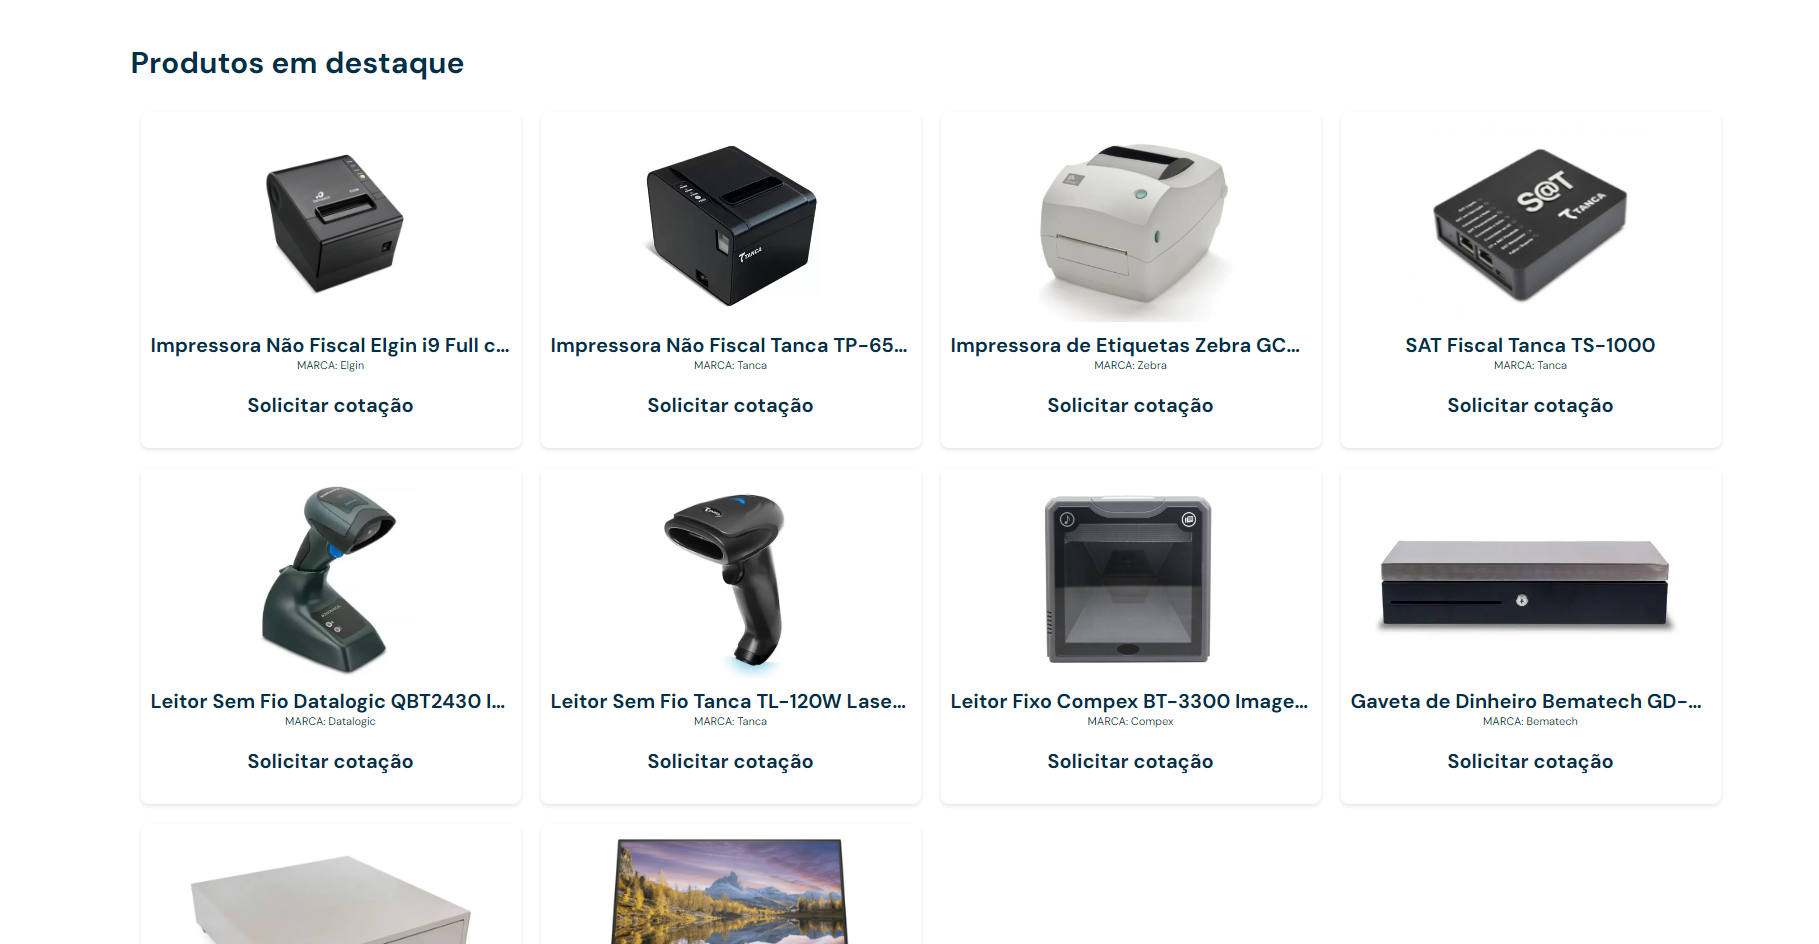 Produtos em destaque
Impressora Não Fiscal Elgin i9 Full c...
MARCA: Elgin
Solicitar cotação
TANCA
Impressora Não Fiscal Tanca TP-65...
MARCA: Tanca
Solicitar cotação
Impressora de Etiquetas Zebra GC...
MARCA: Zebra
Solicitar cotação
S@T
TANCA
SAT Fiscal Tanca TS-1000
MARCA: Tanca
Solicitar cotação
Leitor Sem Fio Datalogic QBT2430 I...
MARCA: Datalogic
Solicitar cotação
Leitor Sem Fio Tanca TL-120W Lase...
MARCA: Tanca
Solicitar cotação
Leitor Fixo Compex BT-3300 Image...
MARCA: Compex
Solicitar cotação
Gaveta de Dinheiro Bematech GD-...
MARCA: Bematech
Solicitar cotação